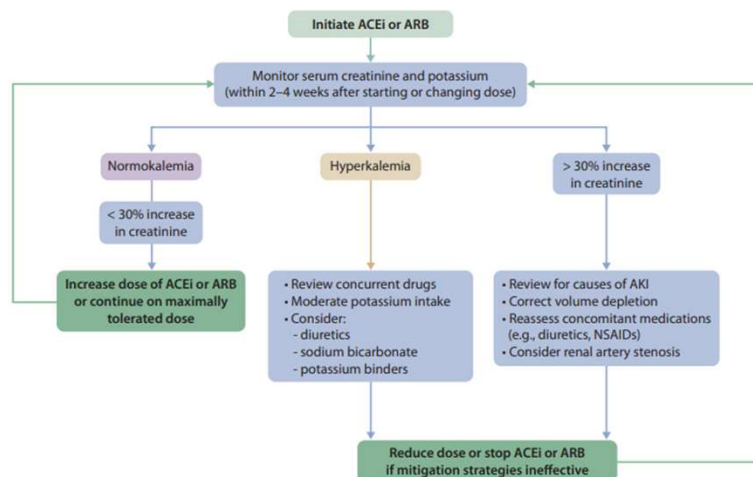 Initiate ACEi or ARB
Monitor serum creatinine and potassium
(within 2–4 weeks after starting or changing dose)
Normokalemia
Hyperkalemia
> 30% increase
in creatinine
< 30% increase
in creatinine
Increase dose of ACEi or ARB
or continue on maximally
tolerated dose
• Review concurrent drugs
• Moderate potassium intake
• Consider:
- diuretics
- sodium bicarbonate
- potassium binders
• Review for causes of AKI
• Correct volume depletion
• Reassess concomitant medications
(e.g., diuretics, NSAIDs)
• Consider renal artery stenosis
Reduce dose or stop ACEi or ARB
if mitigation strategies ineffective